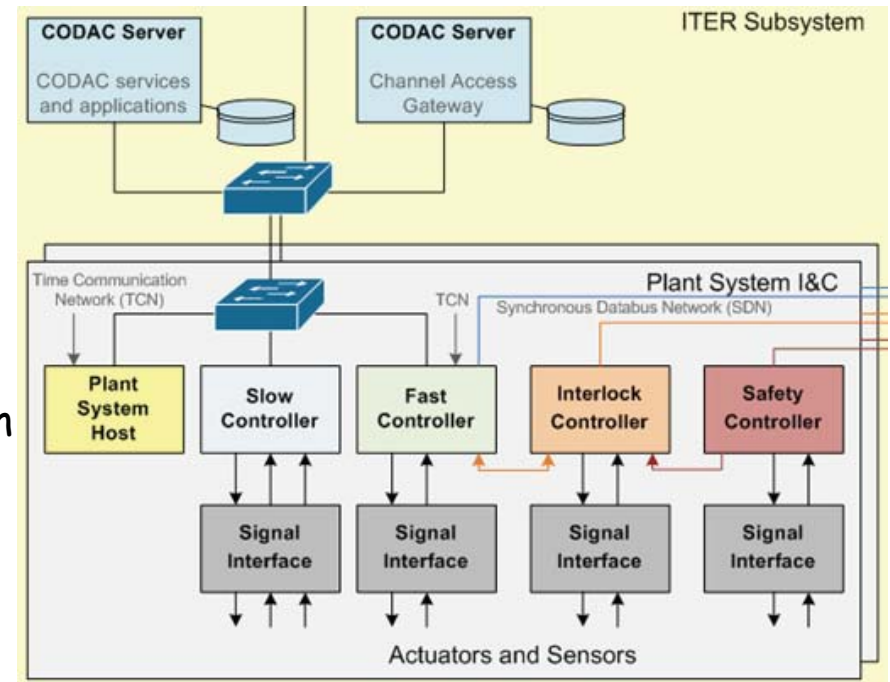 ITER Subsystem
CODAC Server
CODAC services
and applications
CODAC Server
Channel Access
Gateway
Time Communication
Network (TCN)
Plant System I&C
TCN
Synchronous Databus Network (SDN)
Plant
System
Host
Slow
Controller
Fast
Controller
Interlock
Controller
Safety
Controller
n
Signal
Interface
Signal
Interface
Signal
Interface
Signal
Interface
Actuators and Sensors